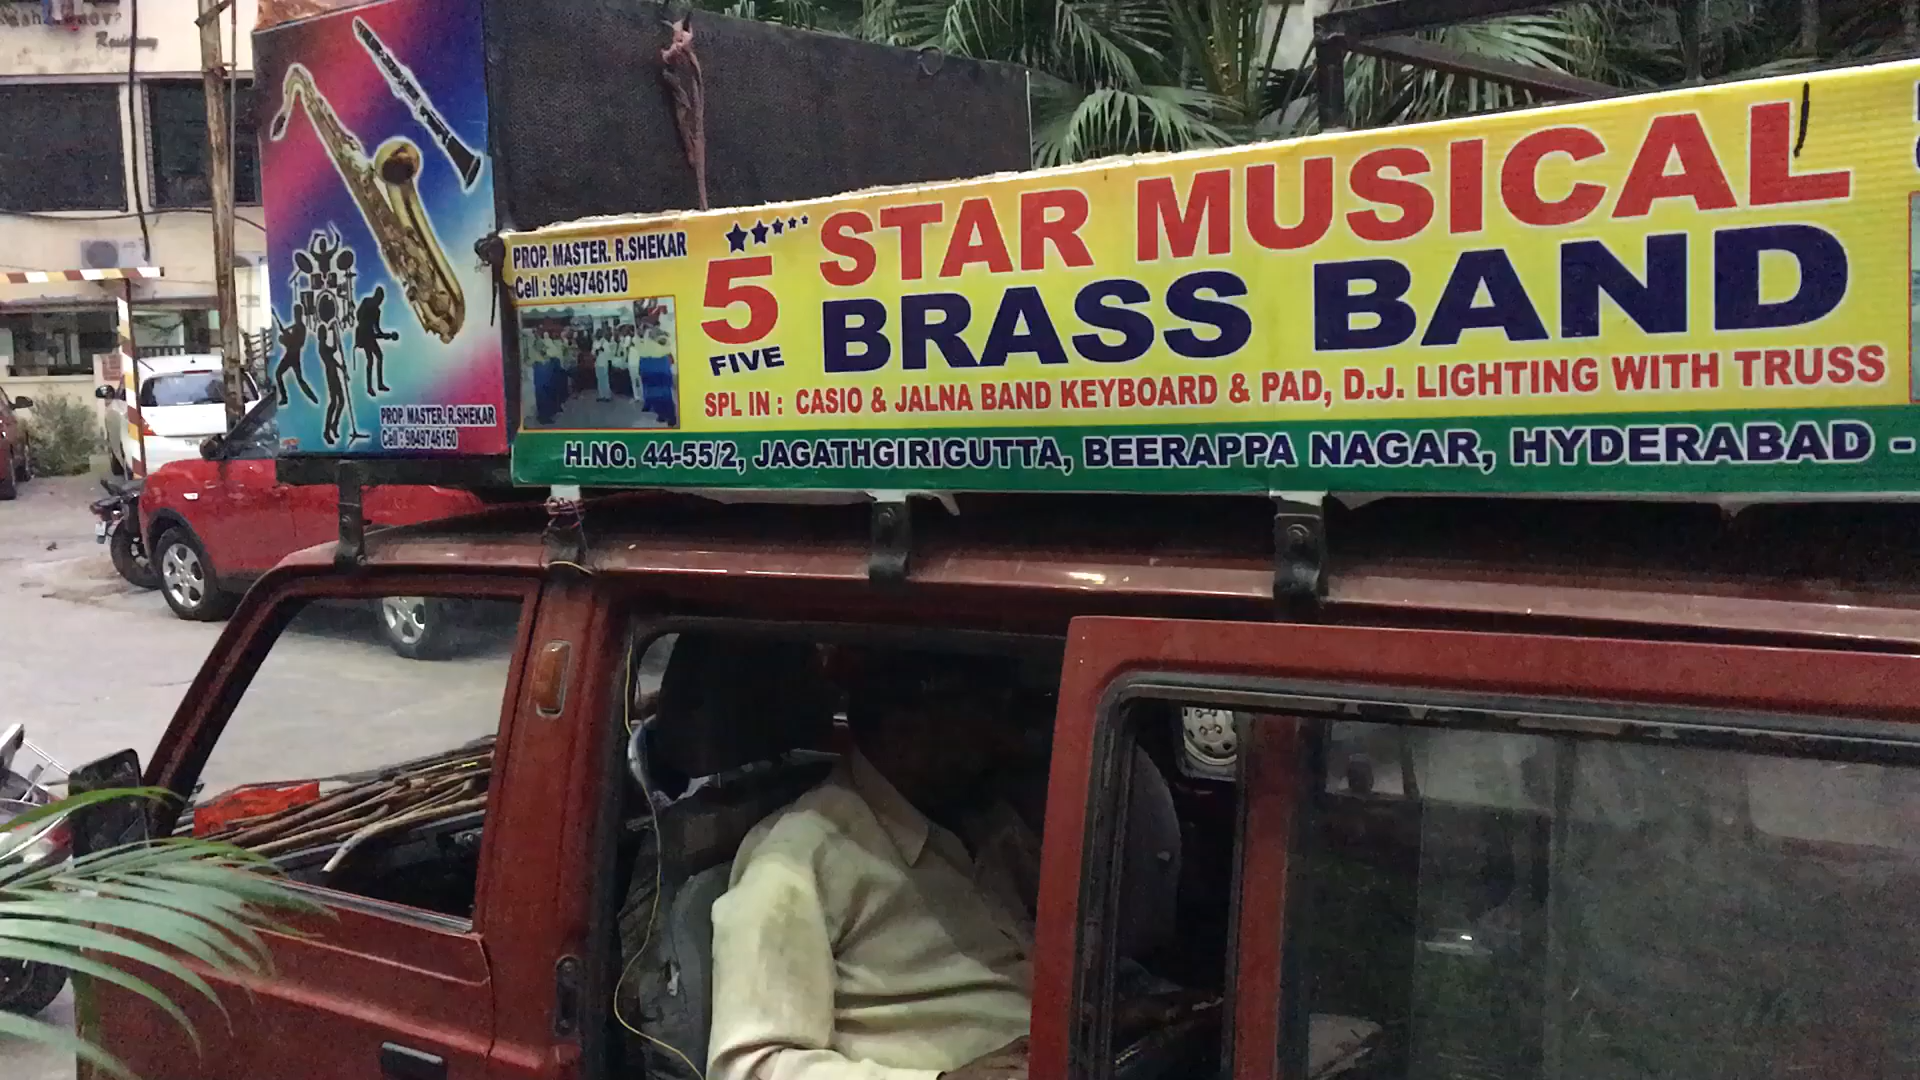 Residency
PROP. MASTER. R.SHEKAR
Cell : 9849746150
PROP. MASTER. R.SHEKAR
Cell : 9849746150
5
FIVE
STAR MUSICAL
BRASS BAND
SPL IN : CASIO & JALNA BAND KEYBOARD & PAD, D.J. LIGHTING WITH TRUSS
H.NO. 44-55/2, JAGATHGIRIGUTTA, BEERAPPA NAGAR, HYDERABAD -